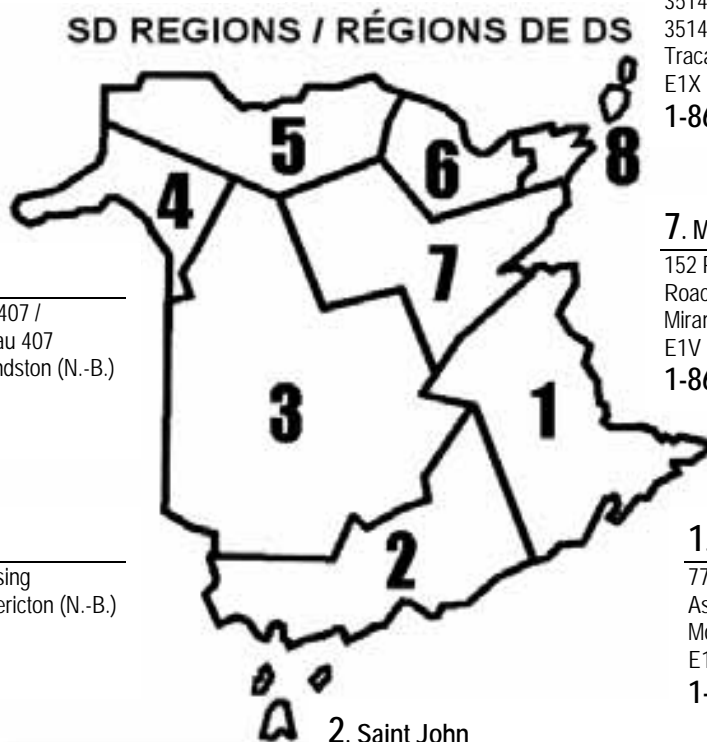 3514
3514
Traca
E1X
1-86
SD REGIONS / RÉGIONS DE DS
5
6
8
4
7. M
152 P
Road
Miran
E1V
1-86
7
407 /
au 407
ndston (N.-B.)
3
1
1.
77
As
Mo
E1
1-
2
sing
ericton (N.-B.)
2. Saint John